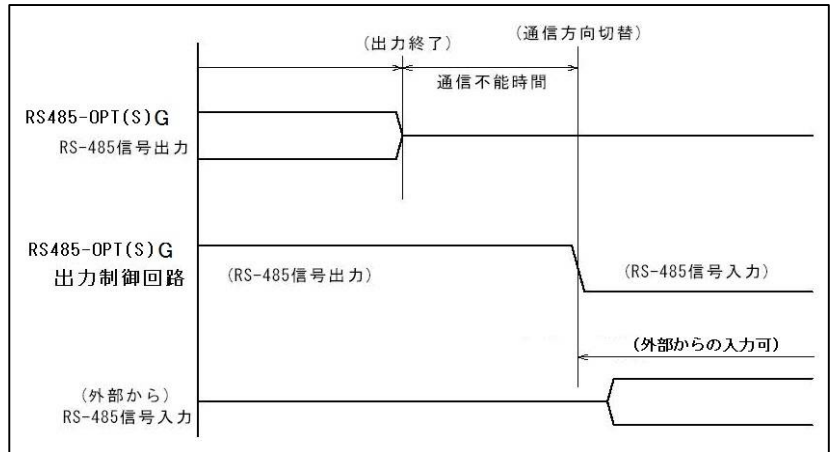 (通信方向切替)
(出力終了)
通信不能時間
RS485-OPT(S)G
RS-485信号出力
RS485-OPT(S)G
出力制御回路
(RS-485信号出力)
(RS-485信号入力)
(外部からの入力可)
(外部から)
RS-485信号入力